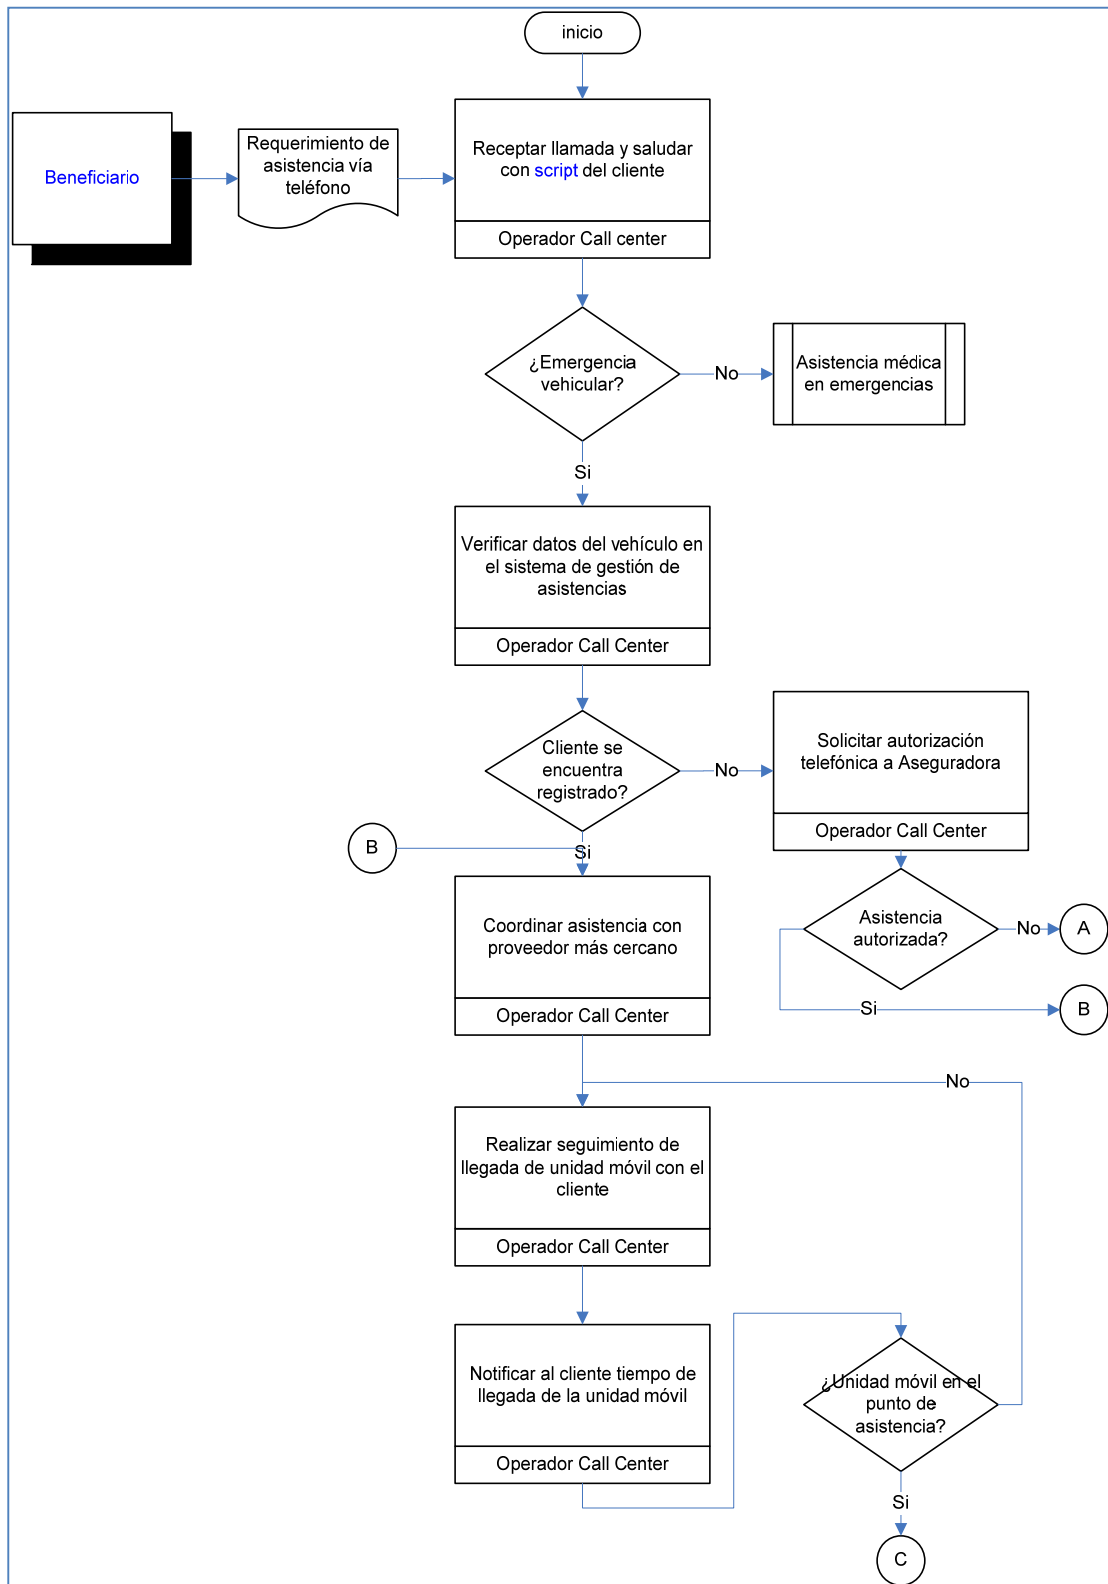 inicio
Beneficiario
Requerimiento de
asistencia vía
teléfono
Receptar llamada y saludar
con script del cliente
Operador Call center
¿Emergencia
vehicular?
No
Asistencia médica
en emergencias
Si
Verificar datos del vehículo en
el sistema de gestión de
asistencias
Operador Call Center
Cliente se
encuentra
registrado?
No
Solicitar autorización
telefónica a Aseguradora
Operador Call Center
B
Si
Coordinar asistencia con
proveedor más cercano
Operador Call Center
Asistencia
autorizada?
No
A
Si
B
No
Realizar seguimiento de
llegada de unidad móvil con el
cliente
Operador Call Center
Notificar al cliente tiempo de
llegada de la unidad móvil
Operador Call Center
¿Unidad móvil en el
punto de
asistencia?
Si
C